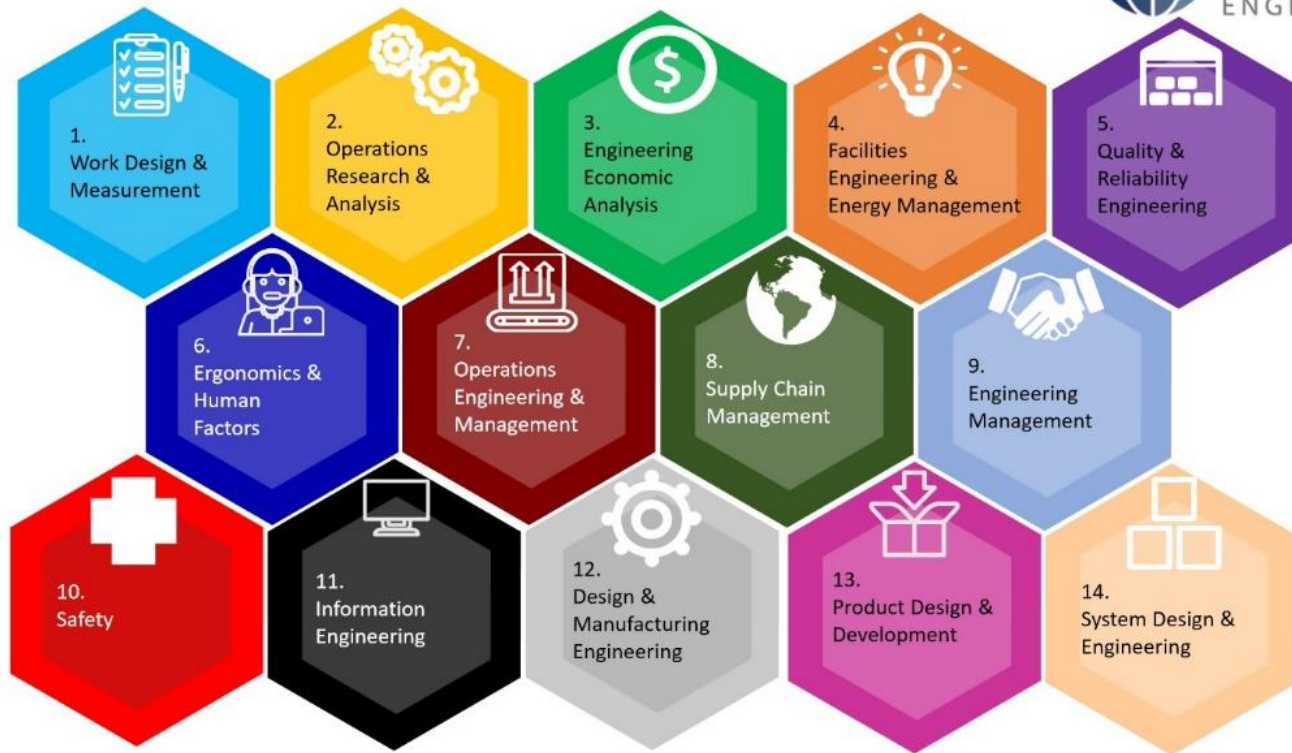 ENGI
1.
Work Design &
Measurement
2.
Operations
Research &
Analysis
$
3.
Engineering
Economic
Analysis
4.
Facilities
Engineering &
Energy Management
5.
Quality &
Reliability
Engineering
6.
Ergonomics &
Human
Factors
7.
Operations
Engineering &
Management
8.
Supply Chain
Management
9.
Engineering
Management
10.
Safety
11.
Information
Engineering
12.
Design &
Manufacturing
Engineering
13.
Product Design &
Development
14.
System Design &
Engineering